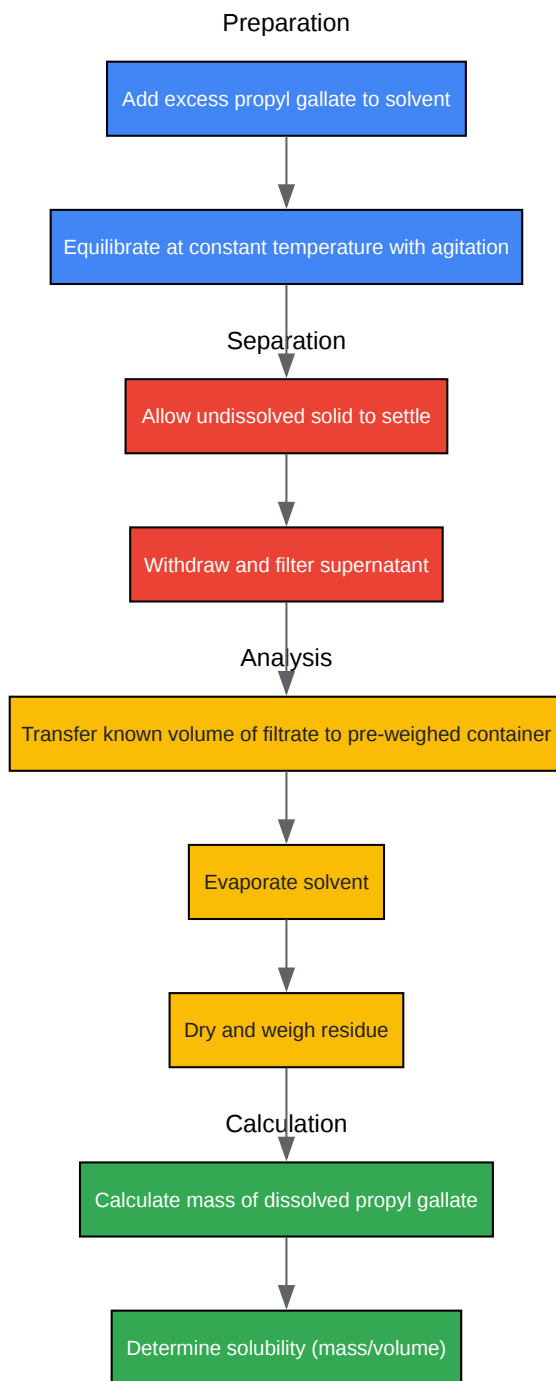 Preparation
Add excess propyl gallate to solvent
Equilibrate at constant temperature with agitation
Separation
Allow undissolved solid to settle
Withdraw and filter supernatant
Analysis
Transfer known volume of filtrate to pre-weighed container
Evaporate solvent
Dry and weigh residue
Calculation
Calculate mass of dissolved propyl gallate
Determine solubility (mass/volume)